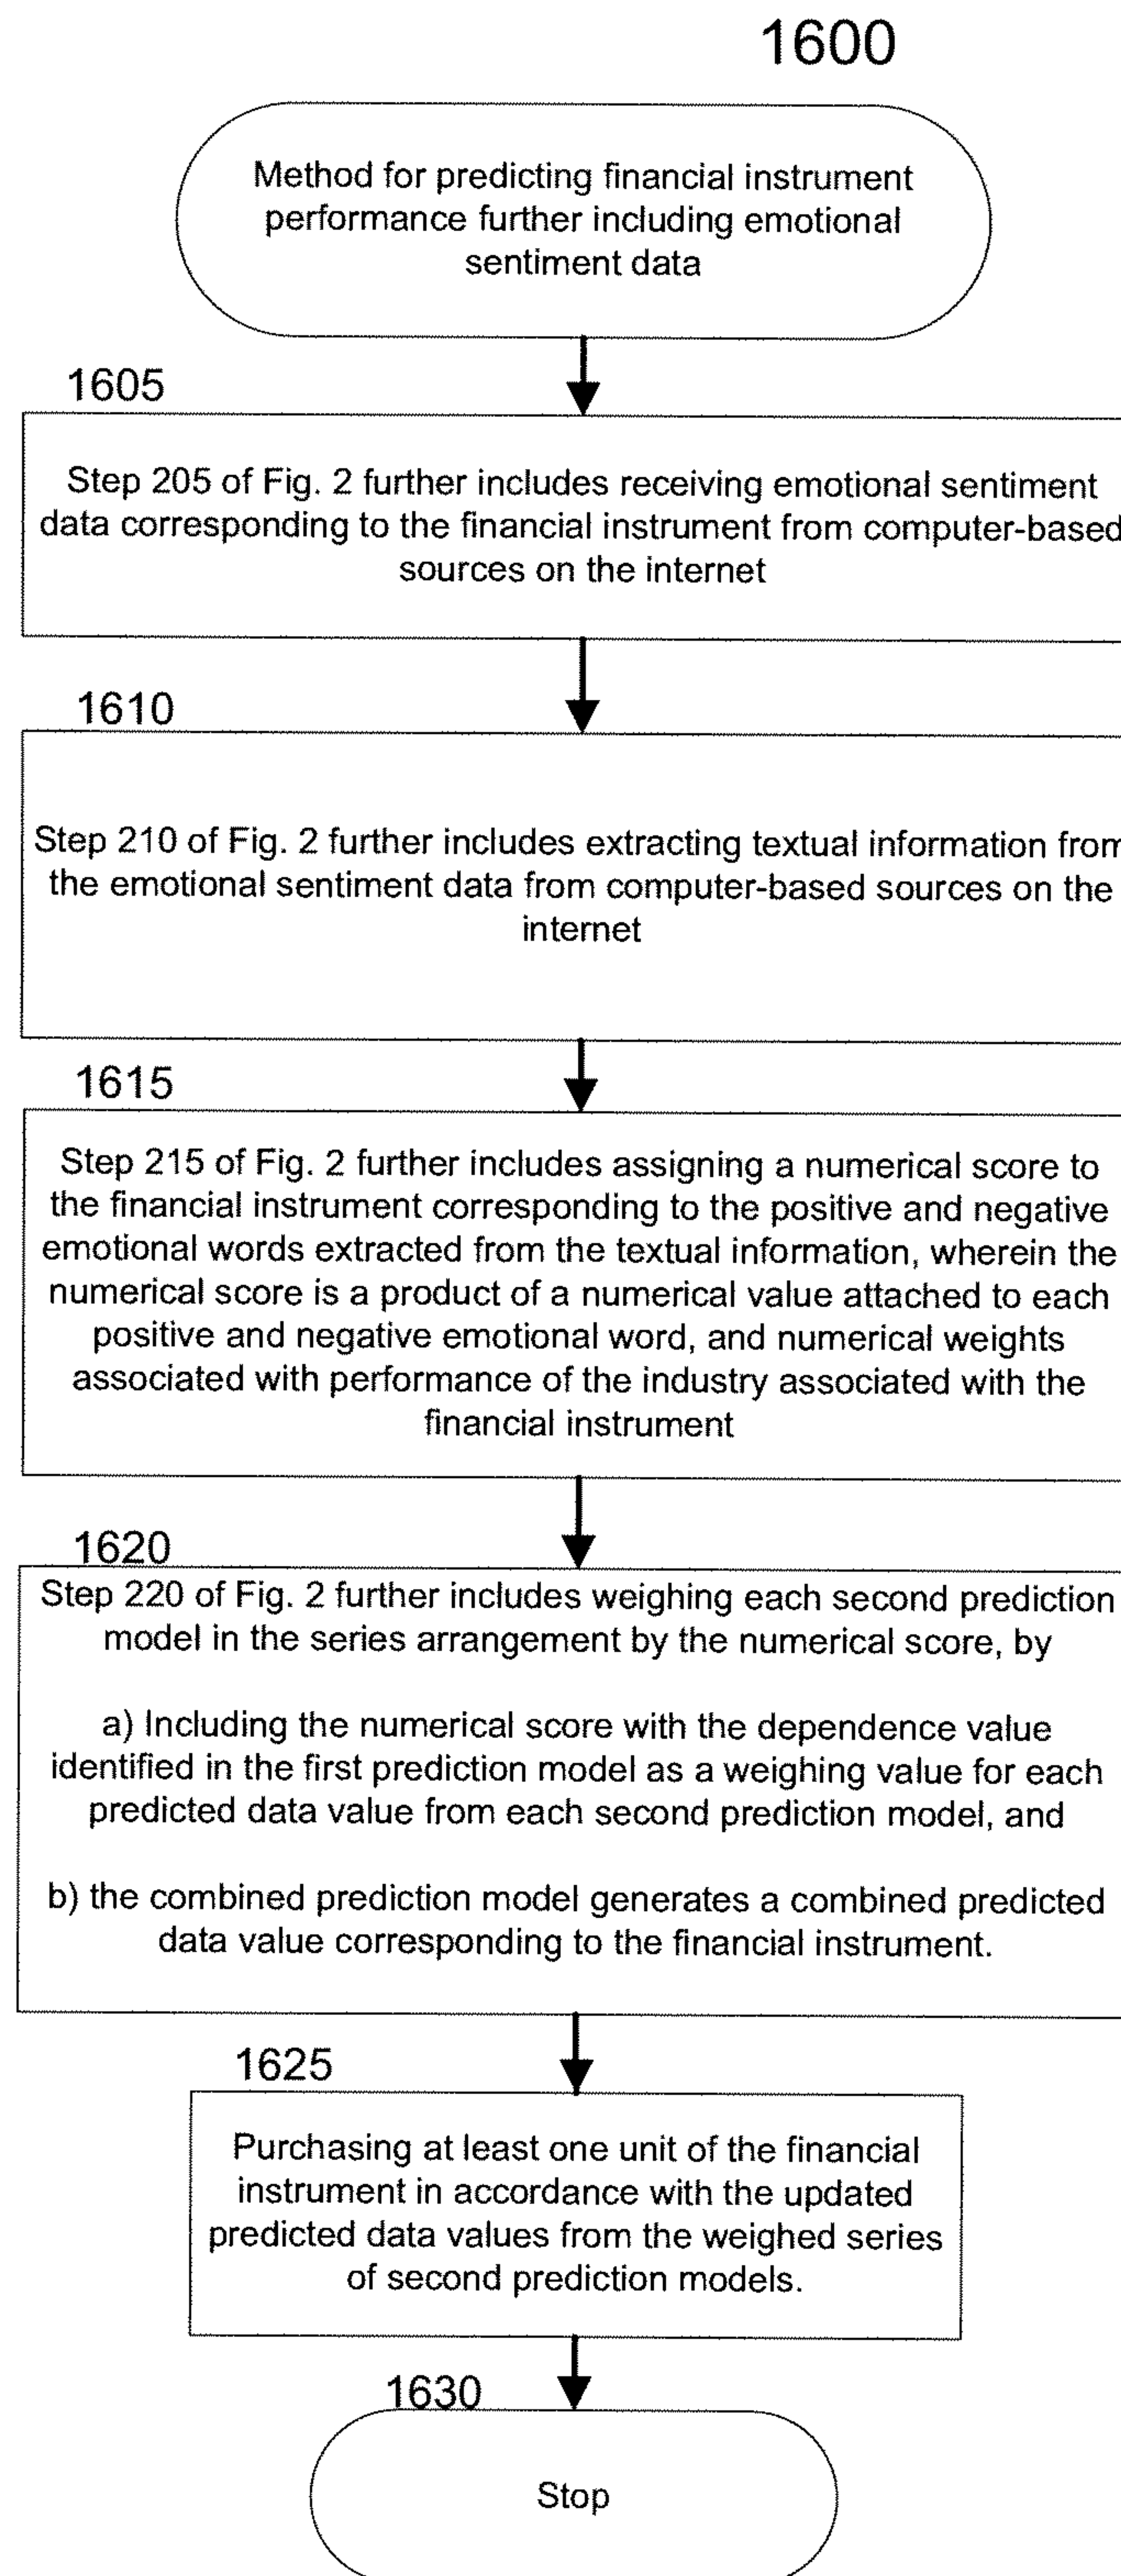 1600
Method for predicting financial instrument
performance further including emotional
sentiment data
1605
Step 205 of Fig. 2 further includes receiving emotional sentiment
data corresponding to the financial instrument from computer-based
sources on the internet
1610
Step 210 of Fig. 2 further includes extracting textual information from
the emotional sentiment data from computer-based sources on the
internet
1615
Step 215 of Fig. 2 further includes assigning a numerical score to
the financial instrument corresponding to the positive and negative
emotional words extracted from the textual information, wherein the
numerical score is a product of a numerical value attached to each
positive and negative emotional word, and numerical weights
associated with performance of the industry associated with the
financial instrument
1620
Step 220 of Fig. 2 further includes weighing each second prediction
model in the series arrangement by the numerical score, by
a) Including the numerical score with the dependence value
identified in the first prediction model as a weighing value for each
predicted data value from each second prediction model, and
b) the combined prediction model generates a combined predicted
data value corresponding to the financial instrument.
1625
Purchasing at least one unit of the financial
instrument in accordance with the updated
predicted data values from the weighed series
of second prediction models.
1630
Stop